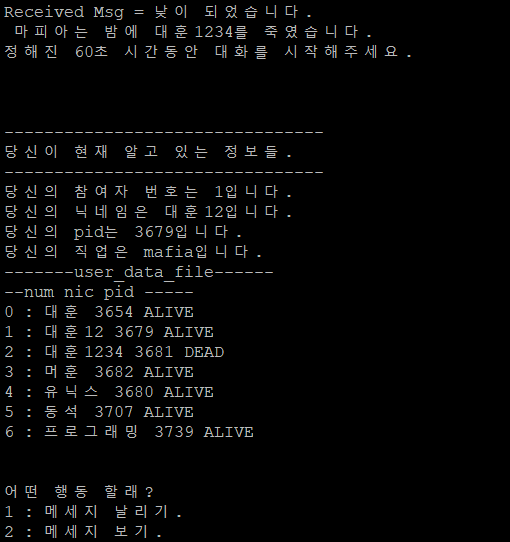 Received Msg = 낮이 되었습니다.
마피아는 밤에 대훈1234를 죽였습니다.
정해진 60초 시간동안 대화를 시작해주세요.
--------------------------------
당신이 현재 알고 있는 정보들.
--------------------------------
당신의 참여자 번호는 1입니다.
당신의 닉네임은 대훈12입니다.
당신의 pid는 3679입니다.
당신의 직업은 mafia입니다.
-------user_data_file------
--num nic pid -----
0 : 대훈 3654 ALIVE
1 : 대훈12 3679 ALIVE
2 : 대훈1234 3681 DEAD
3 : 머훈 3682 ALIVE
4 : 유닉스 3680 ALIVE
5 : 동석 3707 ALIVE
6 : 프로그래밍 3739 ALIVE
어떤 행동 할래?
1 : 메세지 날리기.
2 : 메세지 보기.